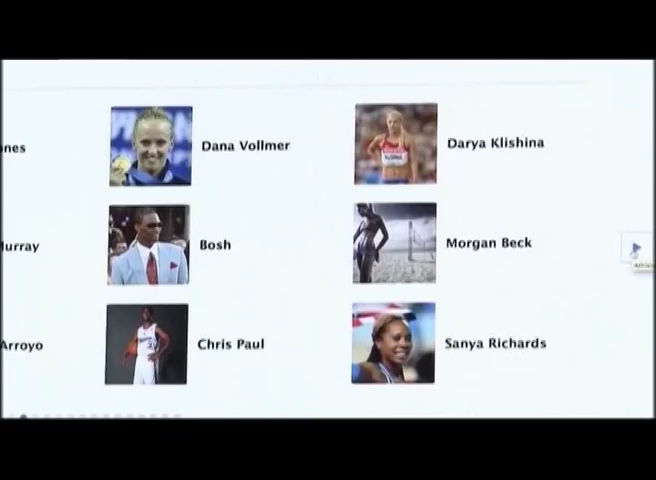 ones
Dana Vollmer
Darya Klishina
Murray
Bosh
Morgan Beck
Arroyo
Chris Paul
Sanya Richards